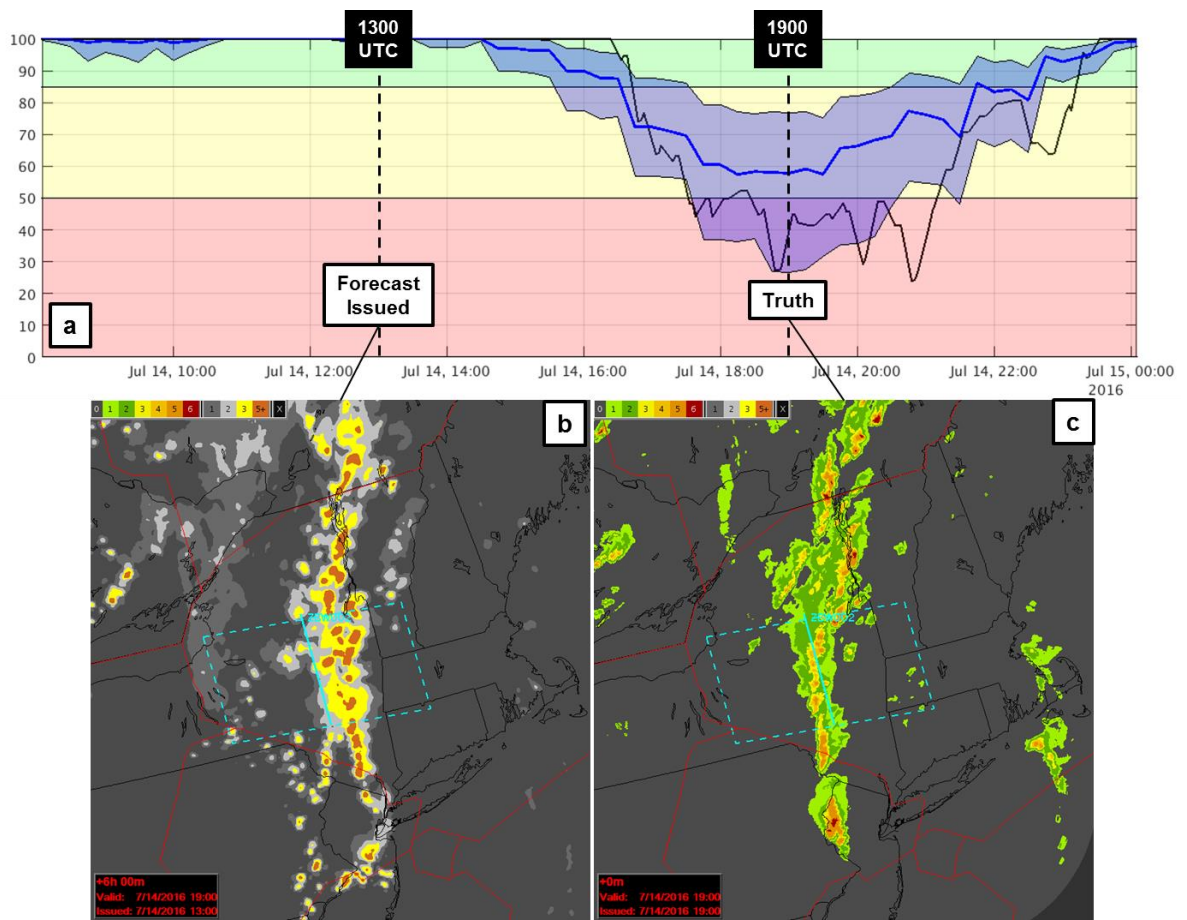 1300
UTC
1900
UTC
100
90
80
70
60
50
40
30
20
10
0
Forecast
Issued
Truth
a
Jul 14, 10:00
Jul 14, 12:00
Jul 14, 14:00
Jul 14, 16:00
Jul 14, 18:00
Jul 14, 20:00
Jul 14, 22:00
Jul 15, 00:00
2016
0 1 2 3 4 5 6 1 2 3 5+ X
b
+6h 00m
Valid: 7/14/2016 19:00
Issued: 7/14/2016 13:00
0 1 2 3 4 5 6 1 2 3 5+ X
c
+0m
Valid: 7/14/2016 19:00
Issued: 7/14/2016 19:00